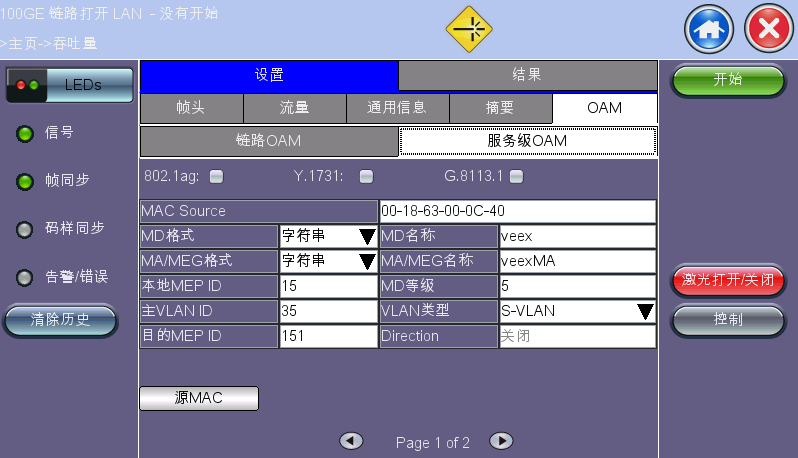 100GE 链路打开 LAN - 没有开始
>主页->吞吐量
LEDs
信号
帧同步
码样同步
告警/错误
清除历史
设置
结果
帧头
流量
通用信息
摘要
OAM
链路OAM
服务级OAM
802.1ag:
Y.1731:
G.8113.1
MAC Source
00-18-63-00-0C-40
MD格式
字符串
MD名称
veex
MA/MEG格式
字符串
MA/MEG名称
veexMA
本地MEP ID
15
MD等级
5
主VLAN ID
35
VLAN类型
S-VLAN
目的MEP ID
151
Direction
关闭
源MAC
Page 1 of 2
开始
激光打开/关闭
控制